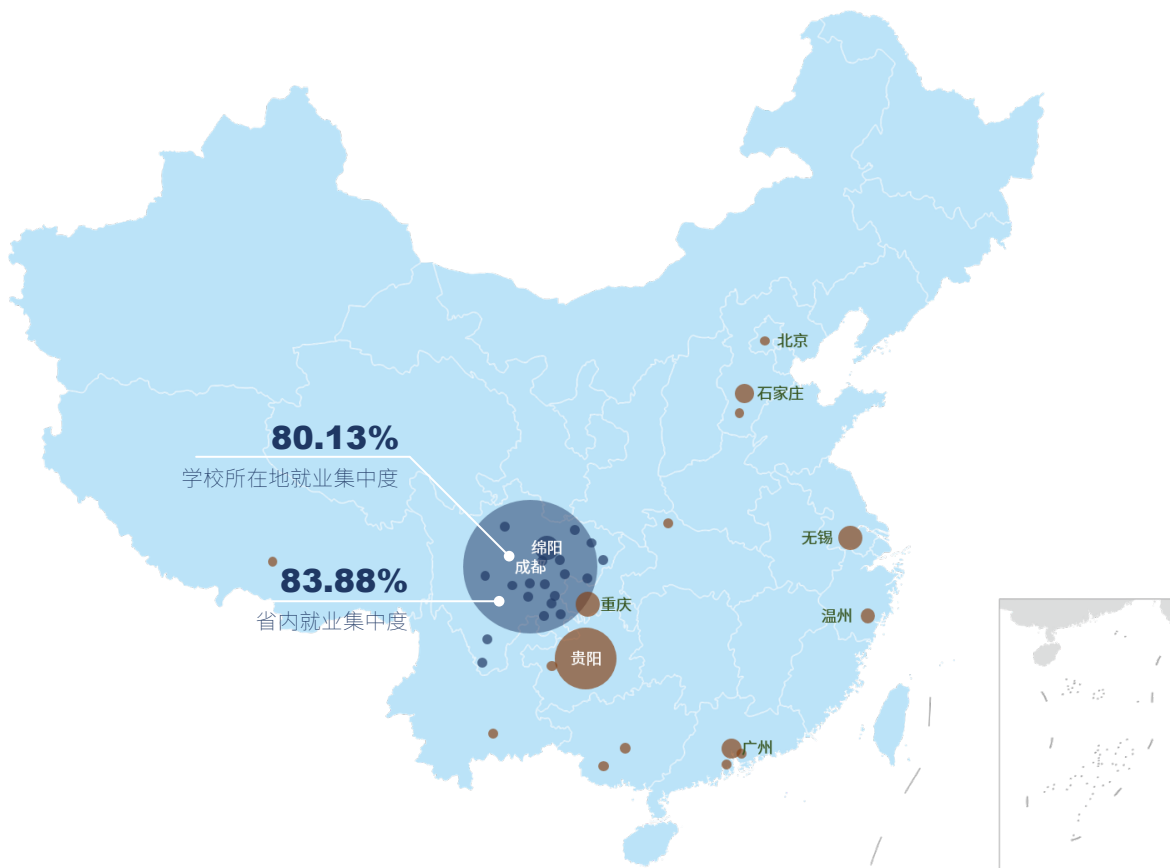 北京
石家庄
80.13%
学校所在地就业集中度
无锡
绵阳
成都
83.88%
省内就业集中度
重庆
温州
贵阳
广州